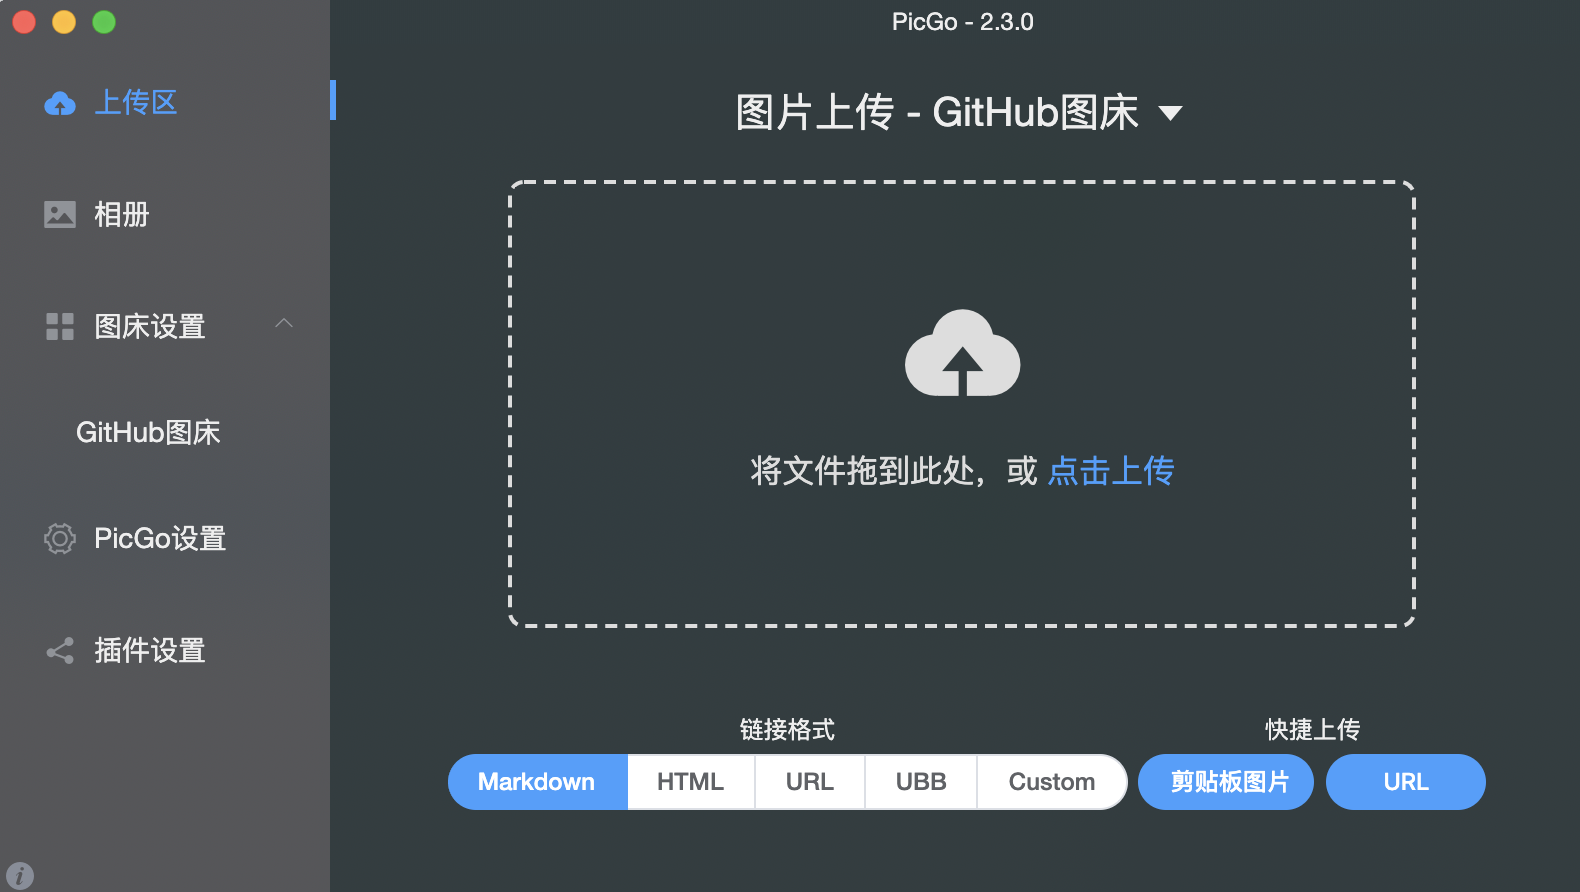 PicGo - 2.3.0
上传区
相册
图床设置
GitHub图床
PicGo设置
插件设置
图片上传 - GitHub图床
将文件拖到此处，或 点击上传
链接格式
Markdown HTML URL UBB Custom
快捷上传
剪贴板图片 URL
i